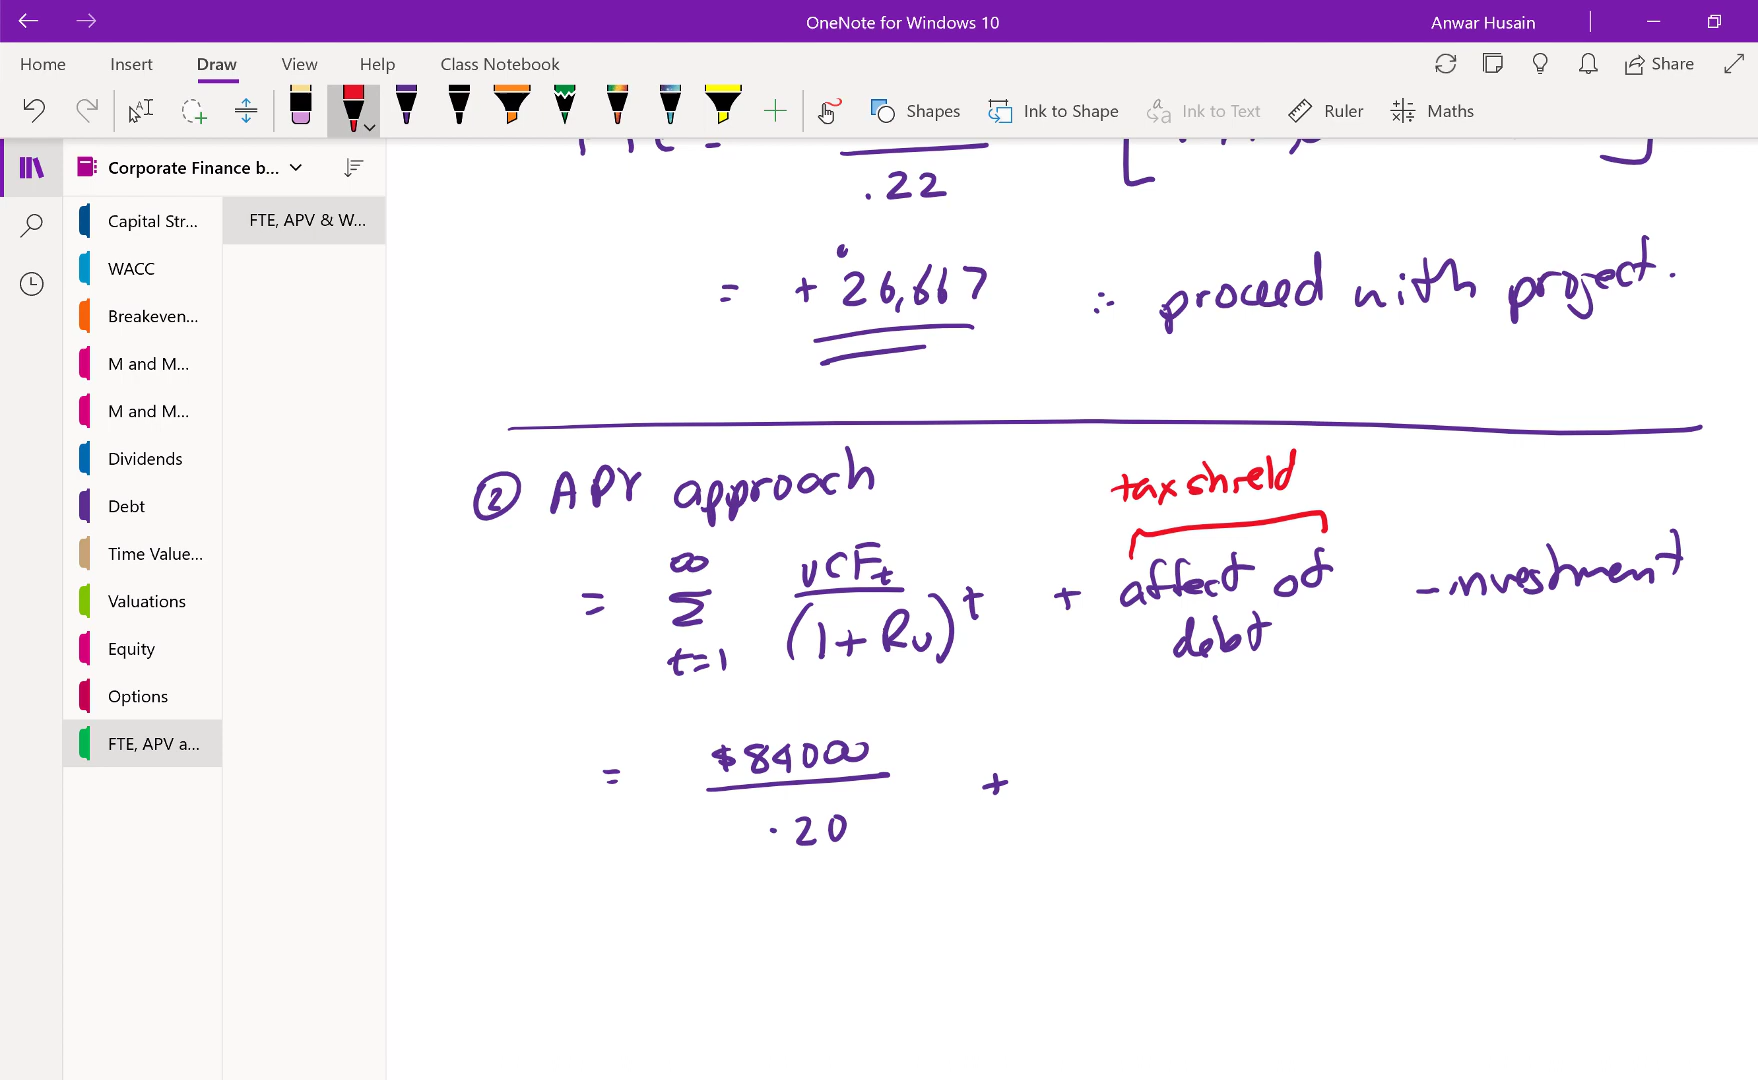 OneNote for Windows 10
Anwar Husain
Home Insert Draw View Help Class Notebook Share
Shapes Ink to Shape Ink to Text Ruler Maths
Corporate Finance b...
Capital Str...
WACC
Breakeven...
M and M...
M and M...
Dividends
Debt
Time Value...
Valuations
Equity
Options
FTE, APV a...
FTE, APV & W...
.22
= + 26,667 ∴ proceed with project.
② APV approach
tax shield
= ∞ Σ t=1 UCFt / (1+Ru)^t + affect of debt - investment
= $84000 / .20 +